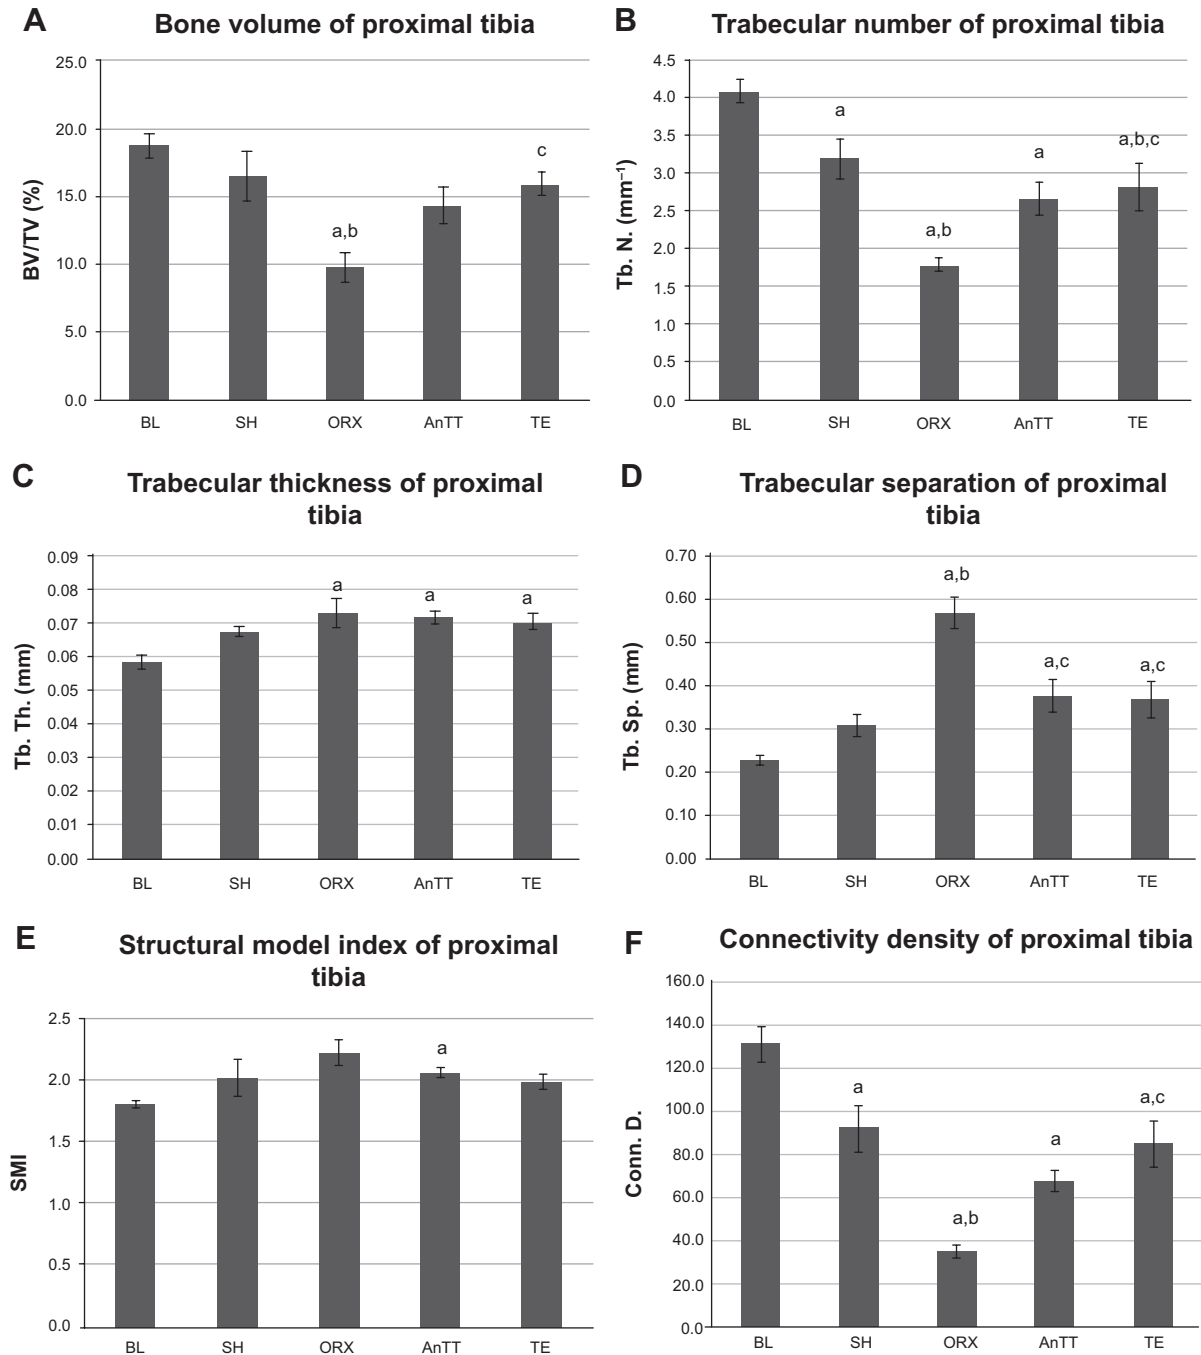 A
Bone volume of proximal tibia
BV/TV (%)
25.0
20.0
15.0
10.0
5.0
0.0
c
a,b
BL SH ORX AnTT TE
B
Trabecular number of proximal tibia
Tb. N. (mm⁻¹)
4.5
4.0
3.5
3.0
2.5
2.0
1.5
1.0
0.5
0.0
a
a,b
a
a,b,c
BL SH ORX AnTT TE
C
Trabecular thickness of proximal
tibia
Tb. Th. (mm)
0.09
0.08
0.07
0.06
0.05
0.04
0.03
0.02
0.01
0.00
a a a
BL SH ORX AnTT TE
D
Trabecular separation of proximal
tibia
Tb. Sp. (mm)
0.70
0.60
0.50
0.40
0.30
0.20
0.10
0.00
a,b
a,c a,c
BL SH ORX AnTT TE
E
Structural model index of proximal
tibia
SMI
2.5
2.0
1.5
1.0
0.5
0.0
a
BL SH ORX AnTT TE
F
Connectivity density of proximal tibia
Conn. D.
160.0
140.0
120.0
100.0
80.0
60.0
40.0
20.0
0.0
a
a,b
a
a,c
BL SH ORX AnTT TE